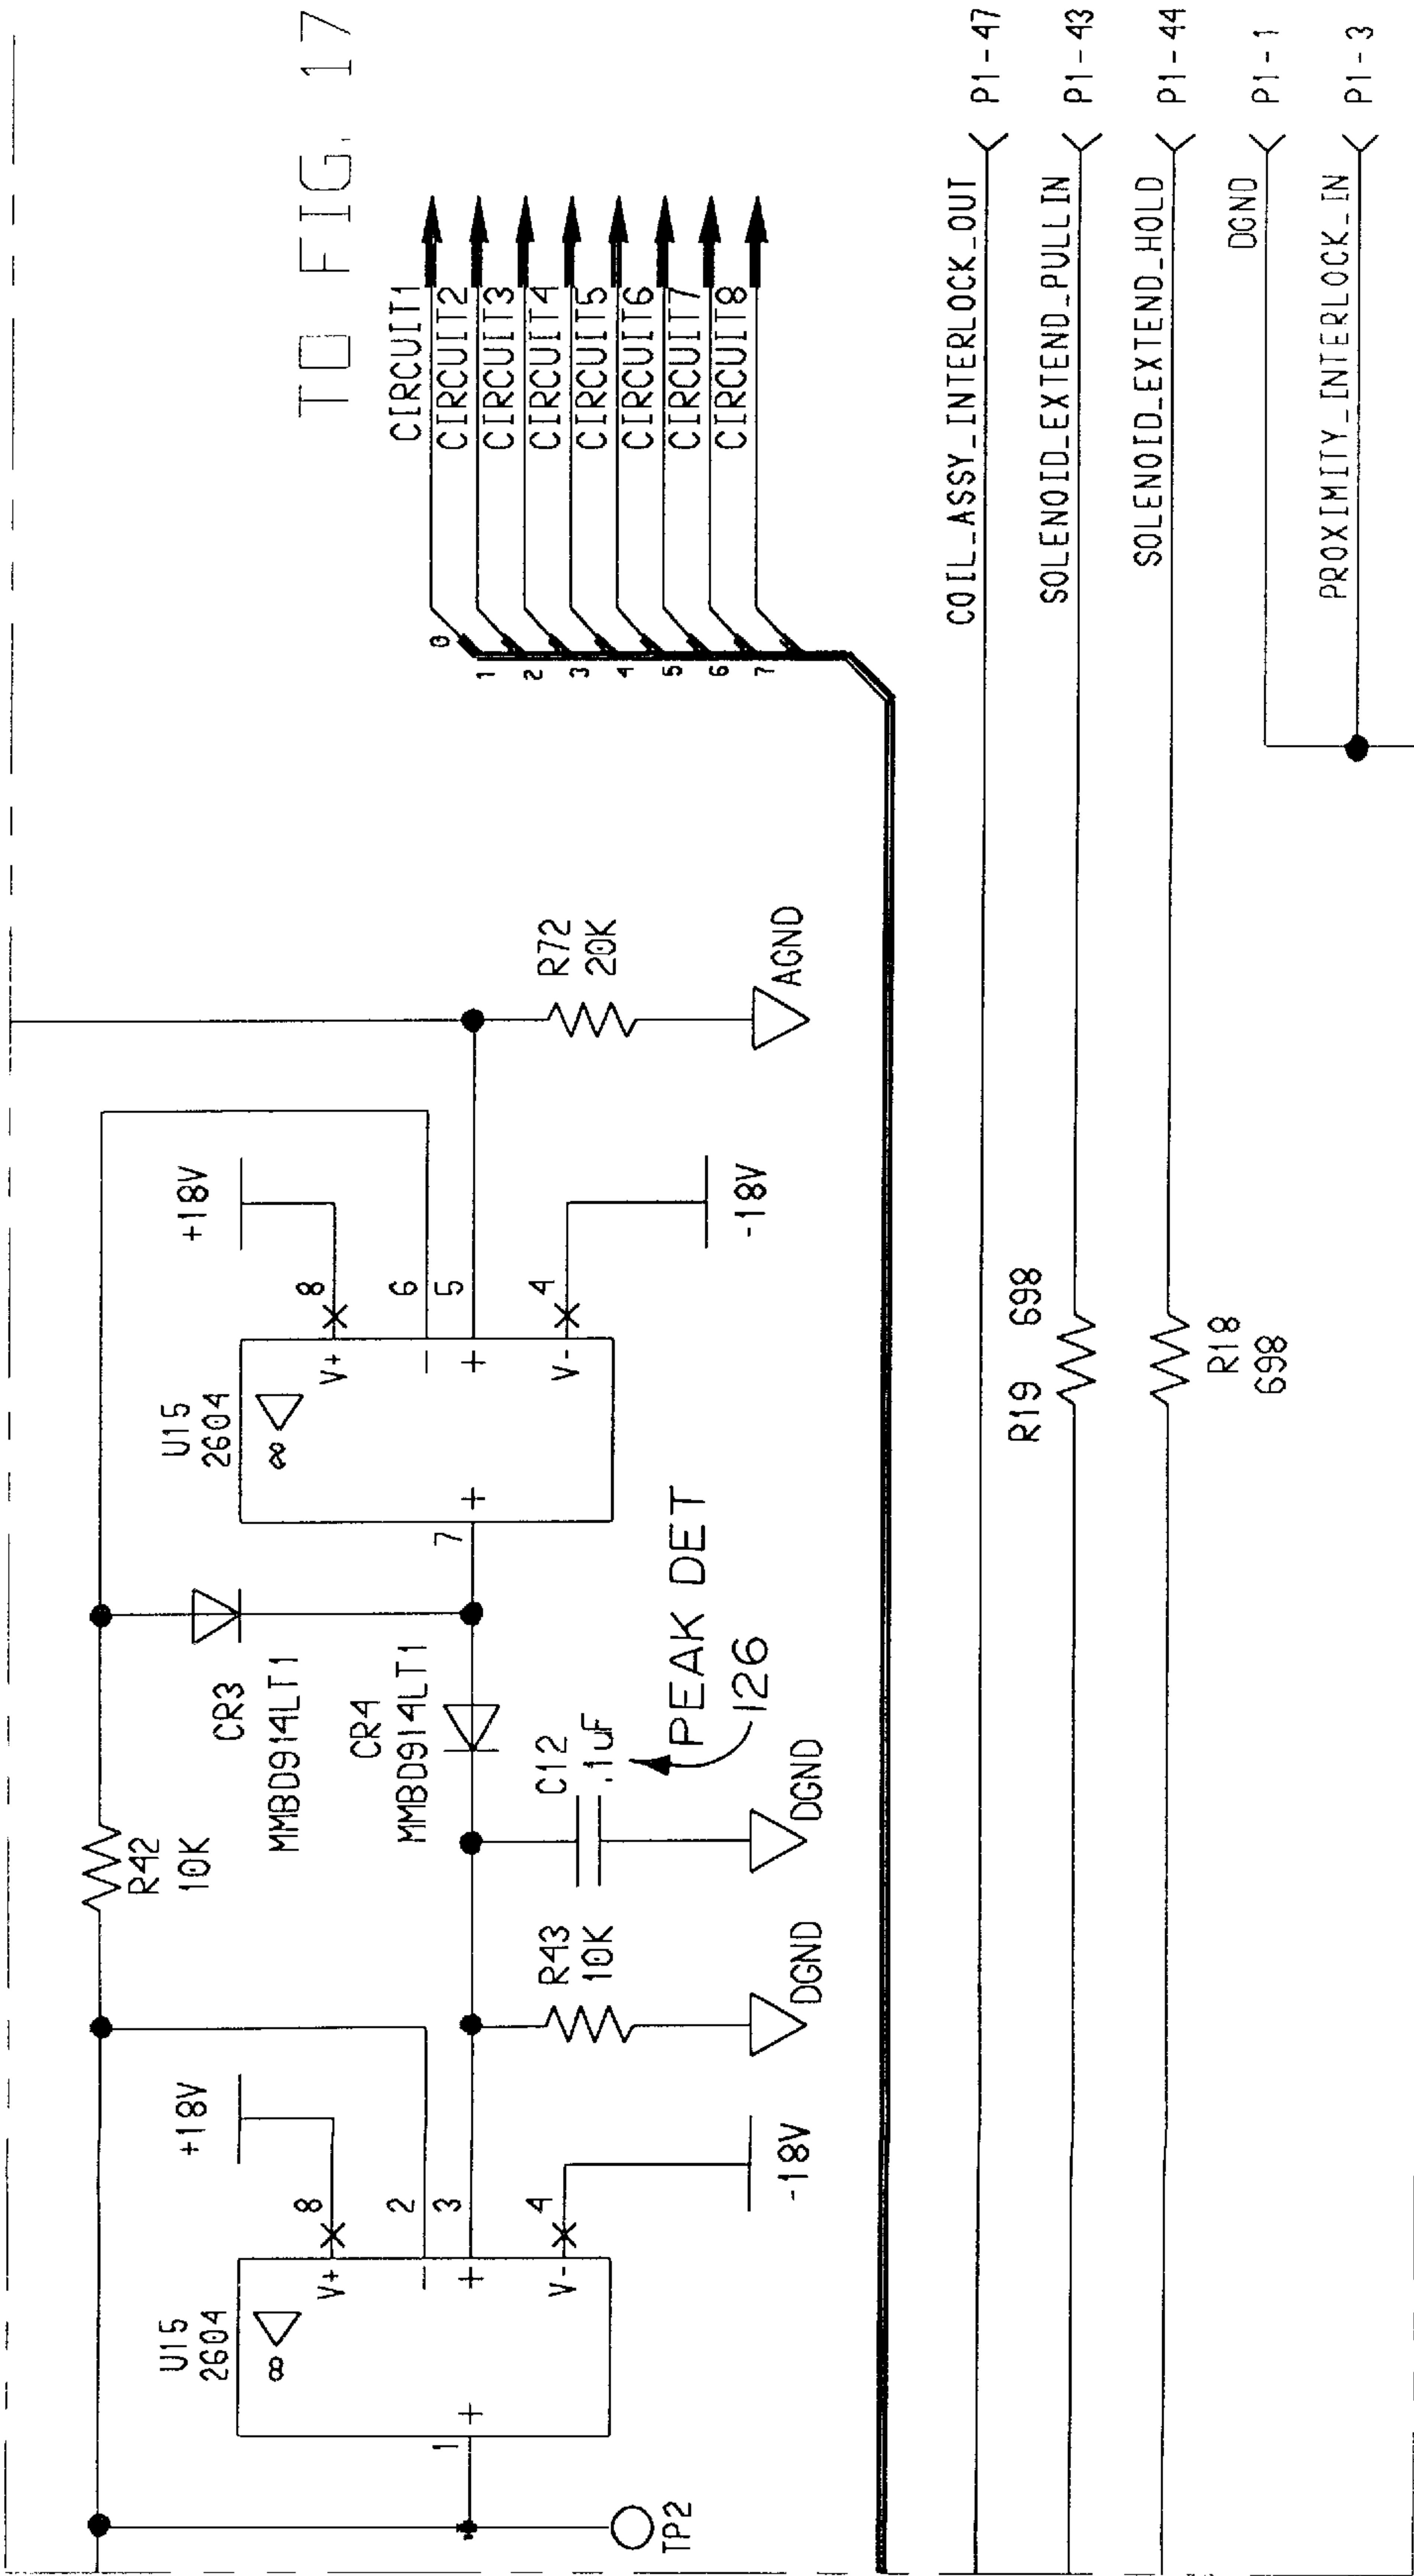 TO FIG. 17
CIRCUIT1
CIRCUIT2
CIRCUIT3
CIRCUIT4
CIRCUIT5
CIRCUIT6
CIRCUIT7
CIRCUIT8
0
1
2
3
4
5
6
7
U15
2604
∞
V+
8
+18V
2
3
4
V-
-18V
+
1
TP2
R42
10K
R43
10K
DGND
CR3
MMBD914LT1
CR4
MMBD914LT1
C12
.1uF
DGND
PEAK DET
126
U15
2604
∞
V+
8
+18V
6
5
4
V-
-18V
+
7
R72
20K
AGND
COIL_ASSY_INTERLOCK_OUT
P1-47
R19 698
SOLENOID_EXTEND_PULLIN
P1-43
R18
698
SOLENOID_EXTEND_HOLD
P1-44
DGND
P1-1
PROXIMITY_INTERLOCK_IN
P1-3